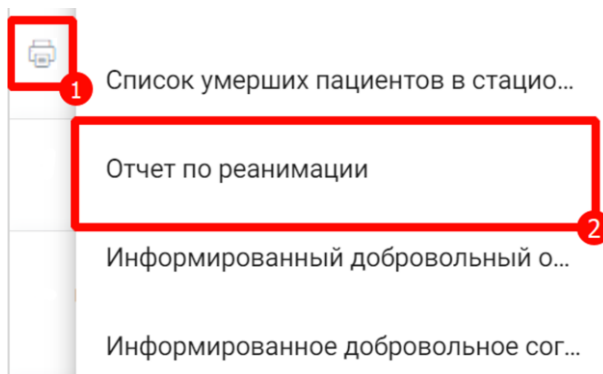 1
Список умерших пациентов в стацио...
Отчет по реанимации
2
Информированный добровольный о...
Информированное добровольное сог...